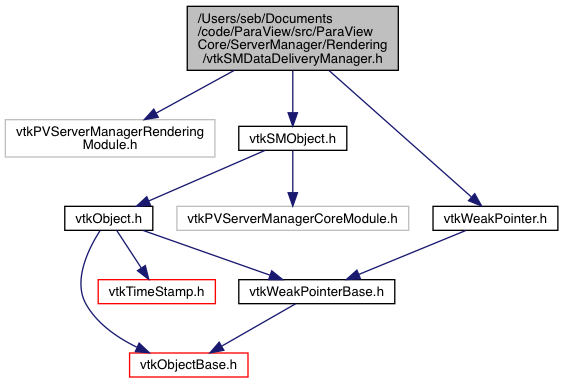 /Users/seb/Documents
/code/ParaView/src/ParaView
Core/ServerManager/Rendering
/vtkSMDataDeliveryManager.h
vtkPVServerManagerRendering
Module.h
vtkSMObject.h
vtkObject.h
vtkPVServerManagerCoreModule.h
vtkWeakPointer.h
vtkTimeStamp.h
vtkWeakPointerBase.h
vtkObjectBase.h